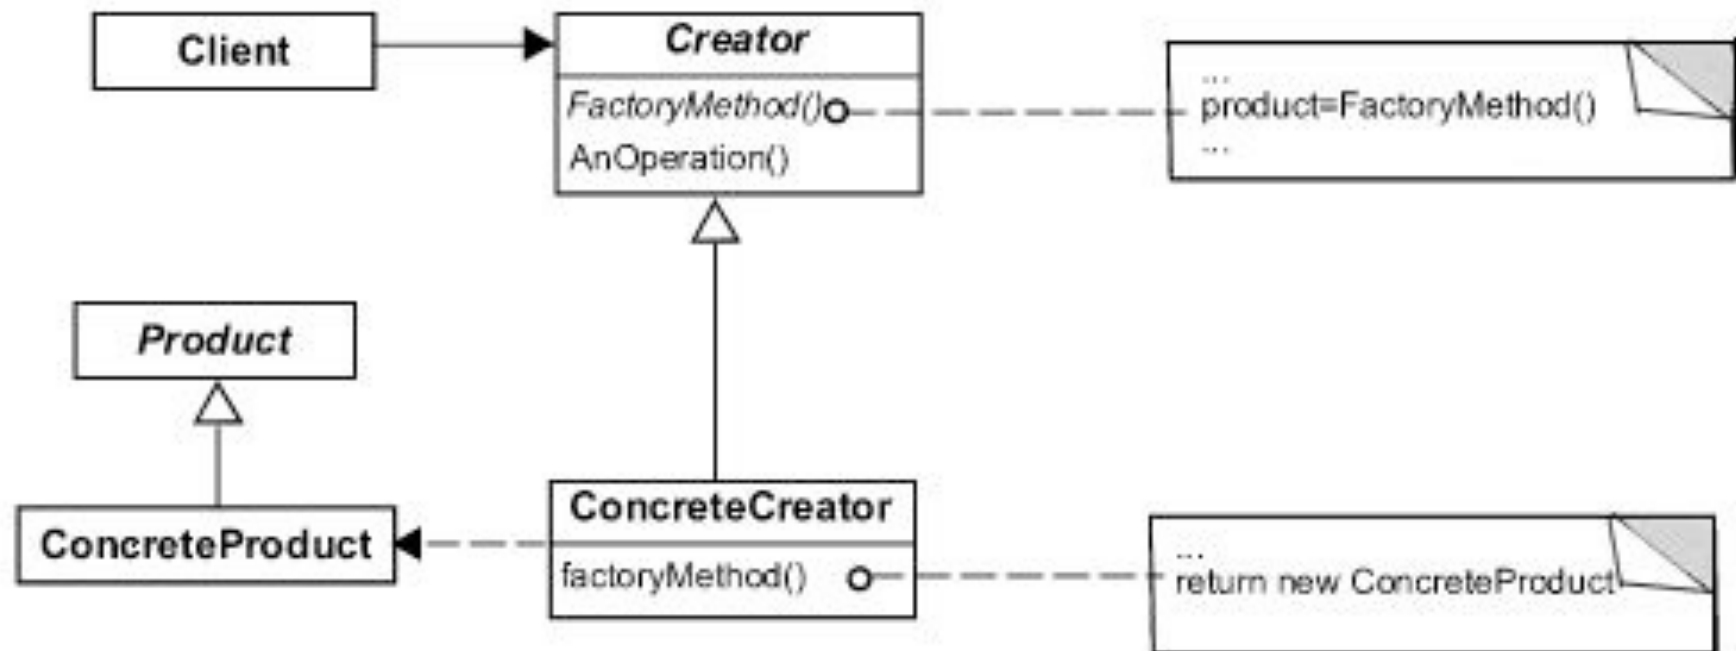 Client
Creator
FactoryMethod()
AnOperation()
...
product=FactoryMethod()
...
Product
ConcreteProduct
ConcreteCreator
factoryMethod()
...
return new ConcreteProduct